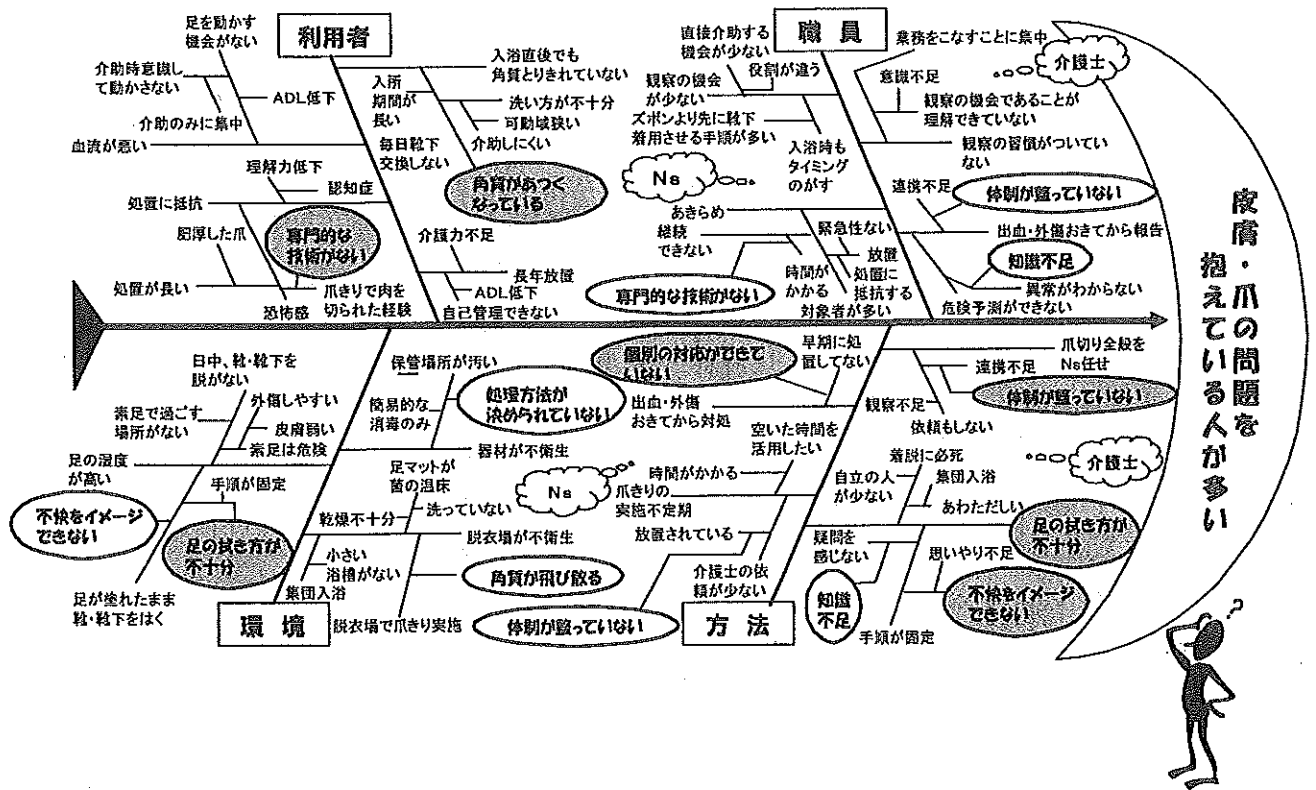 足を動かす
機会がない
利用者
介助時意識し
て動かさない
ADL低下
介助のみに集中
血流が悪い
入所
期間が
長い
入浴直後でも
角質とりきれていない
洗い方が不十分
可動域狭い
介助しにくい
毎日靴下
交換しない
角質があつく
なっている
理解力低下
認知症
処置に抵抗
肥厚した爪
専門的な
技術がない
処置が長い
恐怖感
爪きりで肉を
切られた経験
介護力不足
長年放置
ADL低下
自己管理できない
職員
直接介助する
機会が少ない
役割が違う
観察の機会
が少ない
ズボンより先に靴下
着用させる手順が多い
入浴時も
タイミング
のがす
Ns
あきらめ
継続
できない
専門的な技術がない
緊急性ない
放置
時間が
かかる
処置に
抵抗する
対象者が多い
業務をこなすことに集中
介護士
意識不足
観察の機会であることが
理解できていない
観察の習慣がついてい
ない
連携不足
体制が整っていない
出血・外傷おきてから報告
知識不足
異常がわからない
危険予測ができない
皮膚・爪の問題を
抱えている人が多い
日中、靴・靴下を
脱がない
素足で過ごす
場所がない
外傷しやすい
皮膚弱い
素足は危険
足の湿度
が高い
手順が固定
不快をイメージ
できない
足の拭き方が
不十分
足が塗れたまま
靴・靴下をはく
環境
保管場所が汚い
簡易的な
消毒のみ
処理方法が
決められていない
器材が不衛生
足マットが
菌の温床
洗っていない
乾燥不十分
脱衣場が不衛生
小さい
浴槽がない
集団入浴
角質が飛び散る
脱衣場で爪きり実施
Ns
個別の対応ができて
いない
早期に処
置してない
出血・外傷
おきてから対処
空いた時間を
活用したい
時間がかかる
爪きりの
実施不定期
放置されている
介護士の依
頼が少ない
体制が整っていない
方法
爪切り全般を
Ns任せ
連携不足
体制が整っていない
観察不足
依頼もしない
介護士
着脱に必死
自立の人
が少ない
集団入浴
あわただしい
足の拭き方が
不十分
疑問を
感じない
思いやり不足
知識
不足
不快をイメージ
できない
手順が固定
?